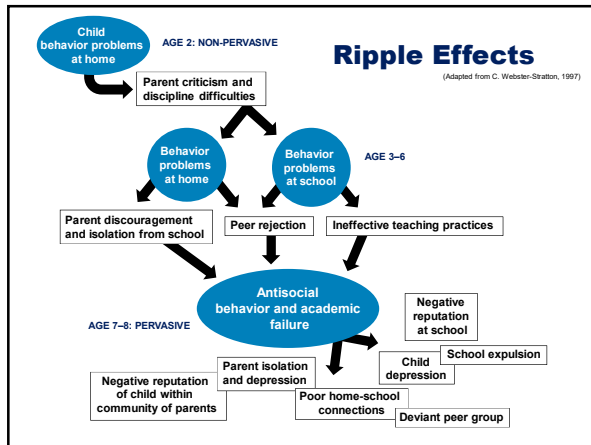 Child
behavior problems
at home
AGE 2: NON-PERVASIVE
Ripple Effects
(Adapted from C. Webster-Stratton, 1997)
Parent criticism and
discipline difficulties
Behavior
problems
at home
Behavior
problems
at school
AGE 3–6
Parent discouragement
and isolation from school
Peer rejection
Ineffective teaching practices
Antisocial
behavior and academic
failure
AGE 7–8: PERVASIVE
Negative
reputation
at school
School expulsion
Child
depression
Parent isolation
and depression
Negative reputation
of child within
community of parents
Poor home-school
connections
Deviant peer group